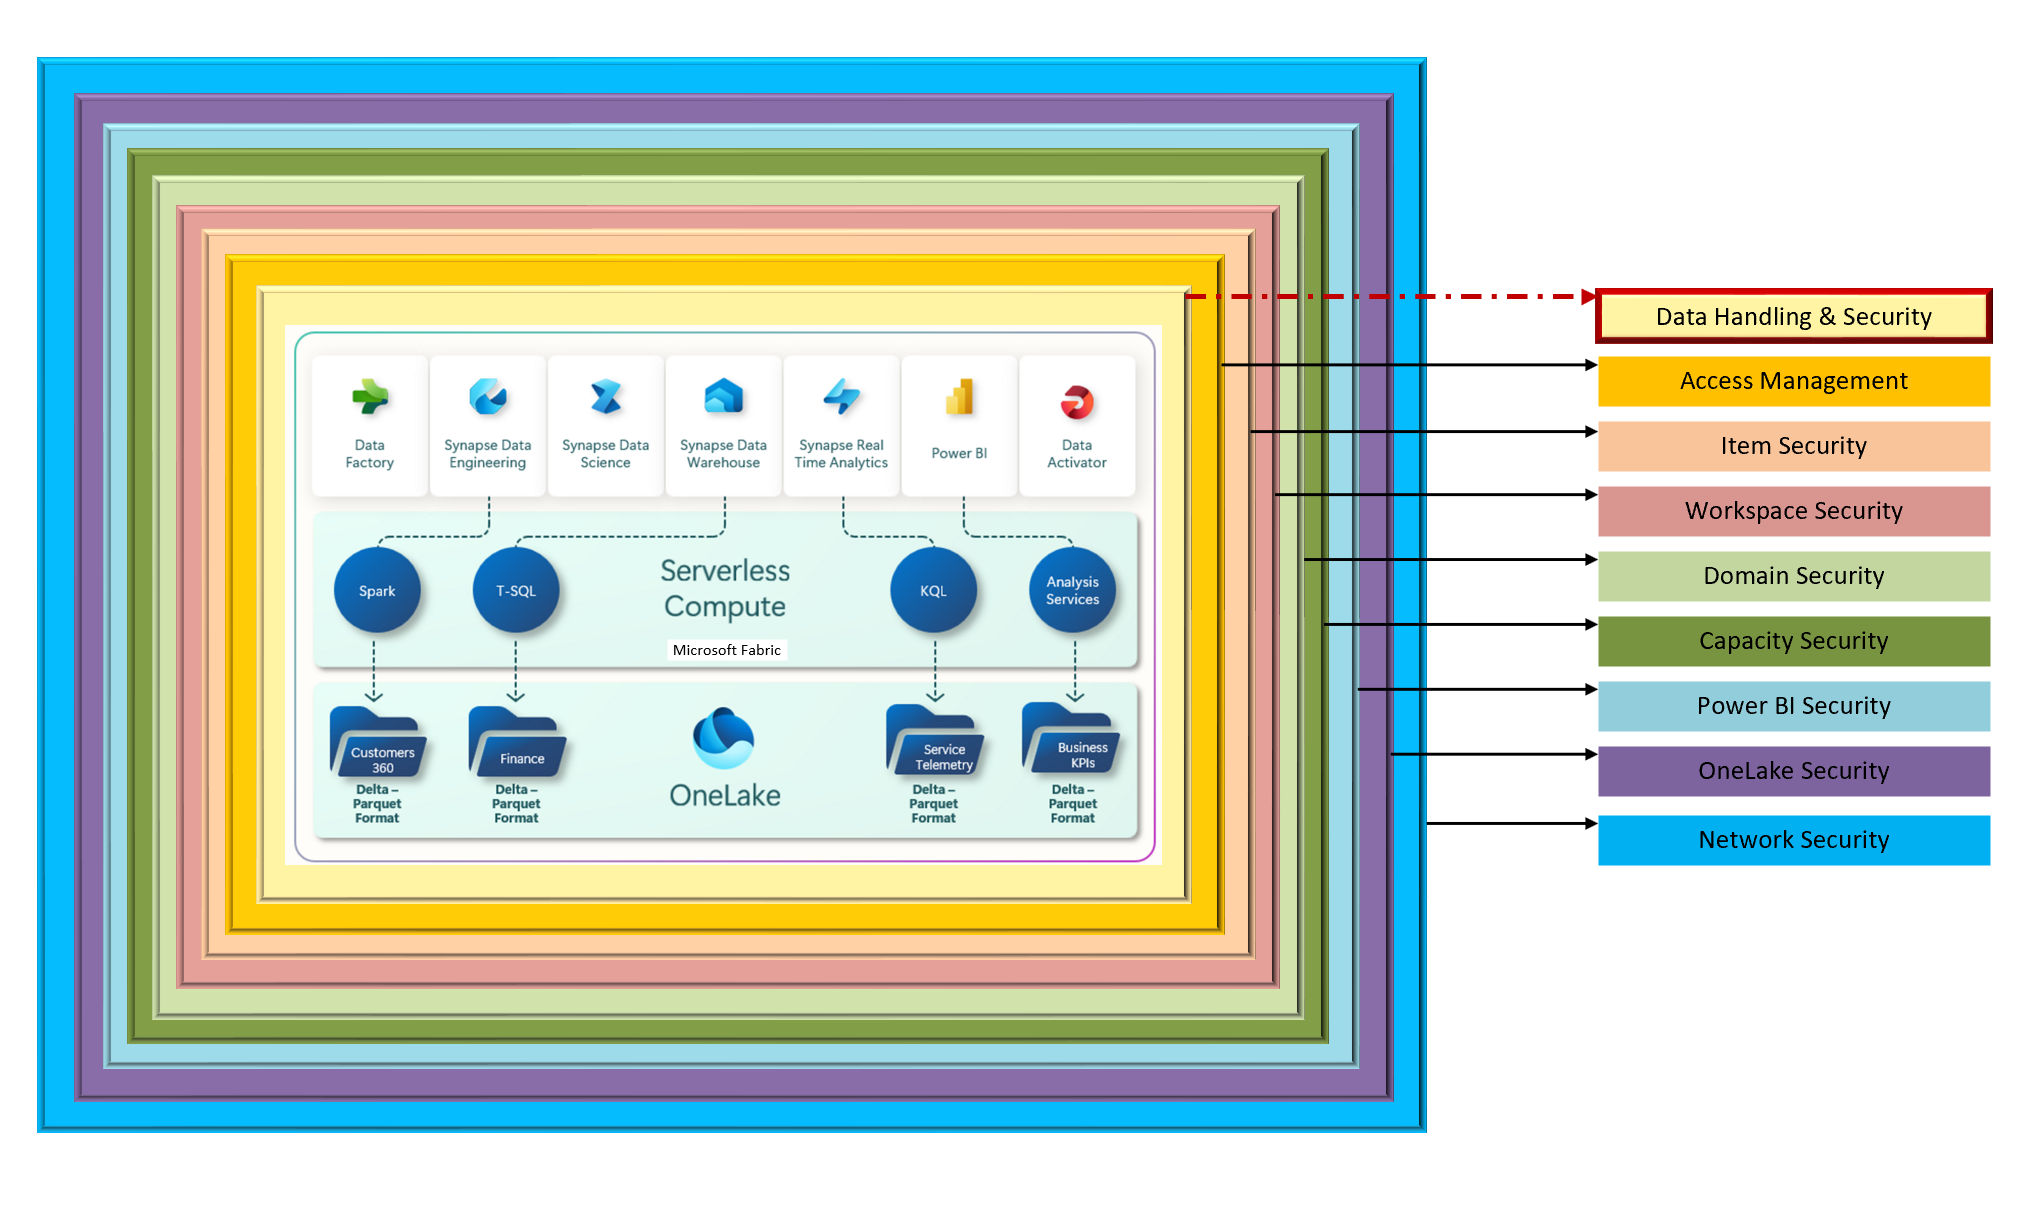 Data
Factory
Synapse Data
Engineering
Synapse Data
Science
Synapse Data
Warehouse
Synapse Real
Time Analytics
Power BI
Data
Activator
Spark
T-SQL
Serverless
Compute
Microsoft Fabric
KQL
Analysis
Services
Customers
360
Delta –
Parquet
Format
Finance
Delta –
Parquet
Format
OneLake
Service
Telemetry
Delta –
Parquet
Format
Business
KPIs
Delta –
Parquet
Format
Data Handling & Security
Access Management
Item Security
Workspace Security
Domain Security
Capacity Security
Power BI Security
OneLake Security
Network Security